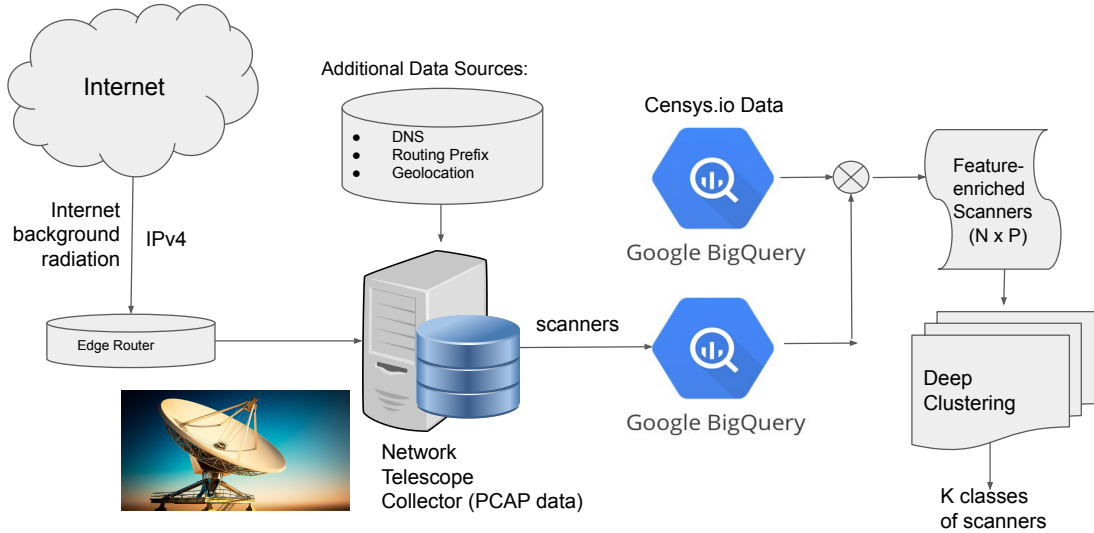 Internet
Internet
background
radiation
IPv4
Edge Router
Additional Data Sources:
● DNS
● Routing Prefix
● Geolocation
Network
Telescope
Collector (PCAP data)
scanners
Censys.io Data
Google BigQuery
Google BigQuery
Feature-
enriched
Scanners
(N x P)
Deep
Clustering
K classes
of scanners